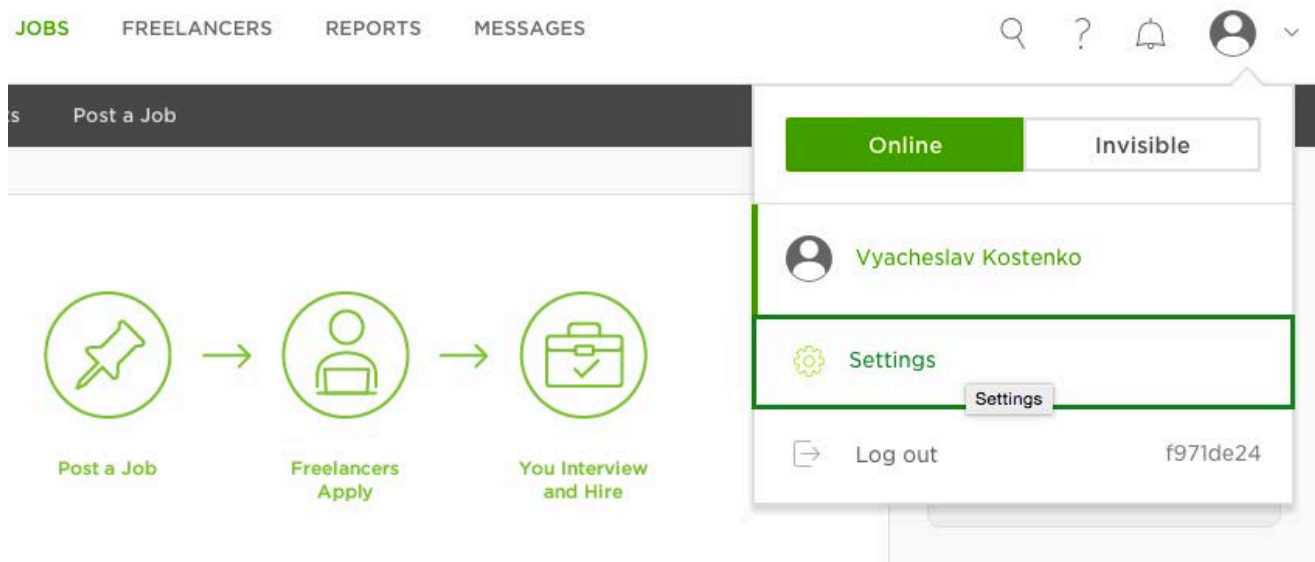 JOBS FREELANCERS REPORTS MESSAGES ?
s Post a Job
Online Invisible
Vyacheslav Kostenko
Settings
Settings
Log out f971de24
Post a Job
Freelancers
Apply
You Interview
and Hire